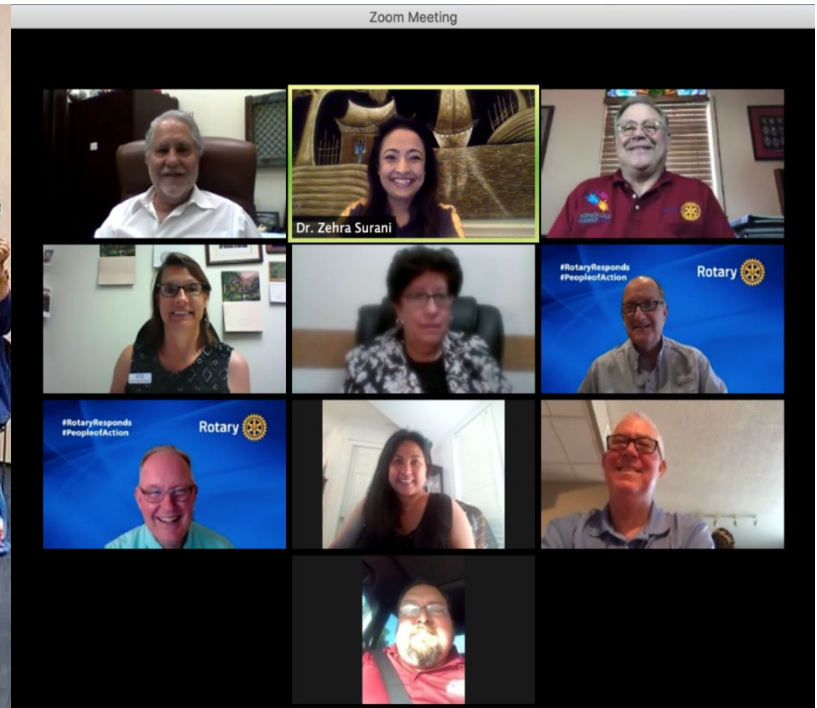 Zoom Meeting
Dr. Zehra Surani
#RotaryResponds
#PeopleofAction
Rotary
#RotaryResponds
#PeopleofAction
Rotary